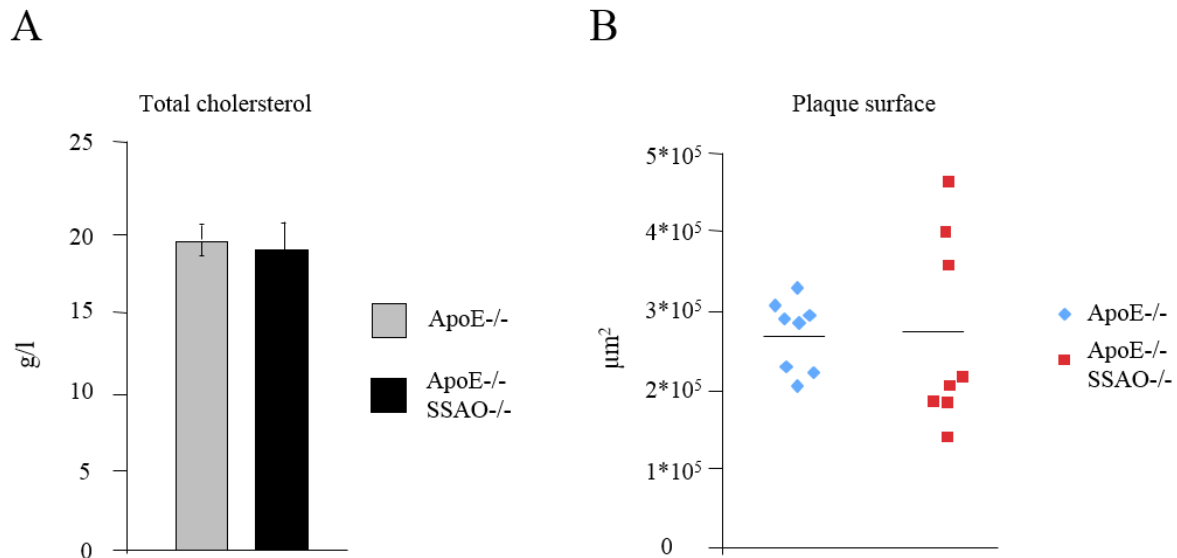 A
Total cholersterol
25
20
15
10
5
0
g/l
ApoE-/-
ApoE-/-
SSAO-/-
B
Plaque surface
5*10⁵
4*10⁵
3*10⁵
2*10⁵
1*10⁵
0
µm²
ApoE-/-
ApoE-/-
SSAO-/-